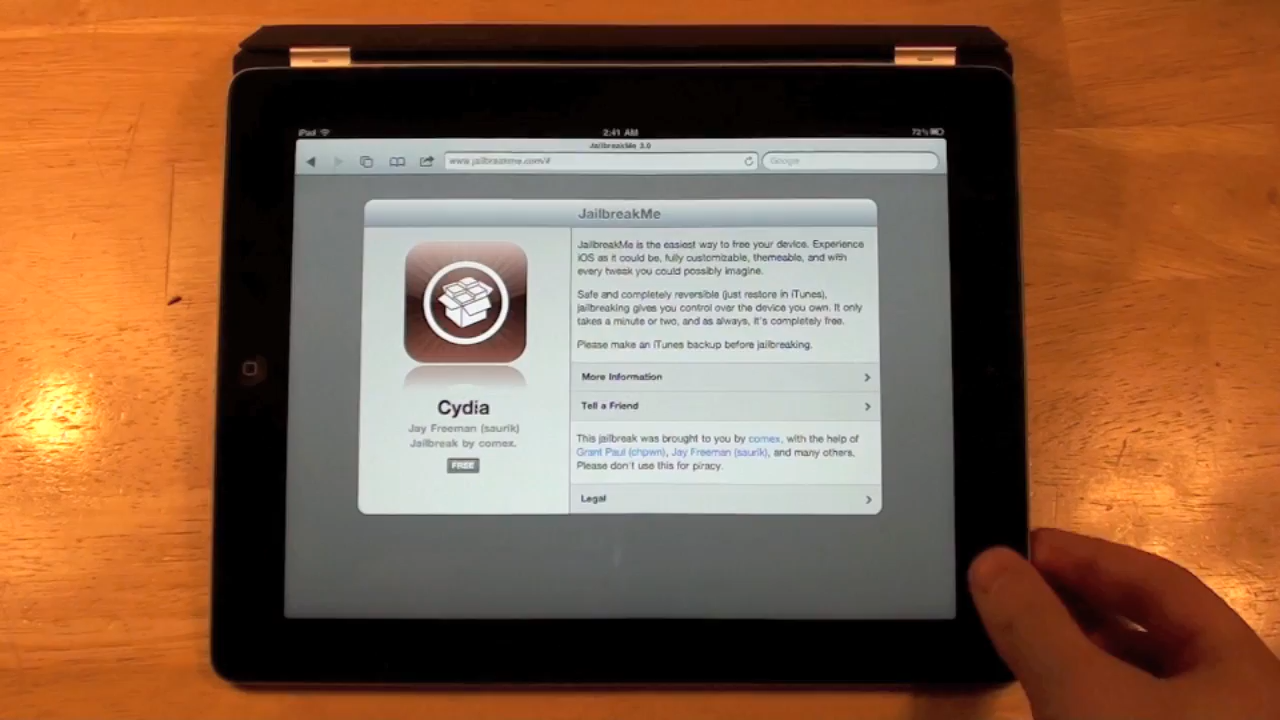 iPad
2:41 AM
72%
JailbreakMe 3.0
www.jailbreakme.com/#
Google
JailbreakMe
Cydia
Jay Freeman (saurik)
Jailbreak by comex.
FREE
JailbreakMe is the easiest way to free your device. Experience
iOS as it could be, fully customizable, themeable, and with
every tweak you could possibly imagine.
Safe and completely reversible (just restore in iTunes),
jailbreaking gives you control over the device you own. It only
takes a minute or two, and as always, it's completely free.
Please make an iTunes backup before jailbreaking.
More Information
Tell a Friend
This jailbreak was brought to you by comex, with the help of
Grant Paul (chpwn), Jay Freeman (saurik), and many others.
Please don't use this for piracy.
Legal